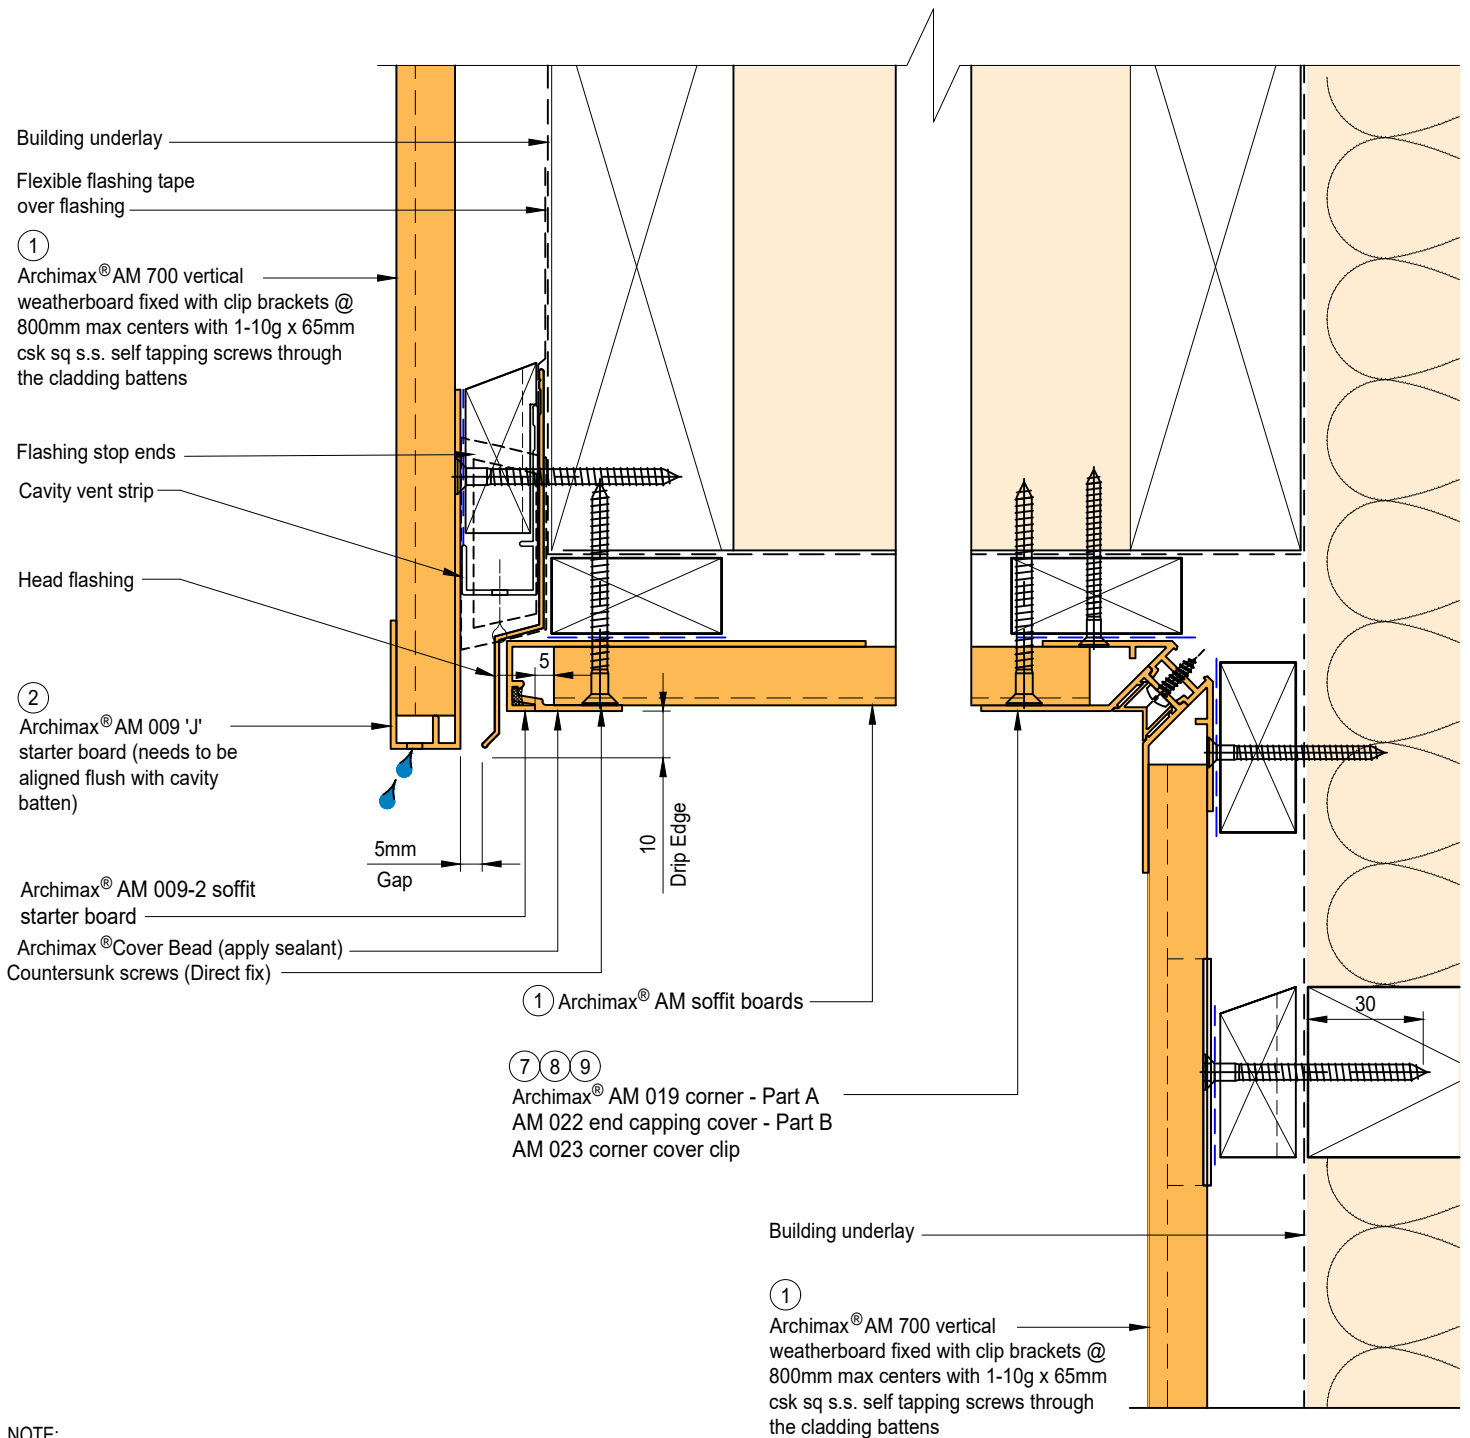 Building underlay
Flexible flashing tape
over flashing
1
Archimax® AM 700 vertical
weatherboard fixed with clip brackets @
800mm max centers with 1-10g x 65mm
csk sq s.s. self tapping screws through
the cladding battens
Flashing stop ends
Cavity vent strip
Head flashing
2
Archimax® AM 009 'J'
starter board (needs to be
aligned flush with cavity
batten)
5
5mm
Gap
10
Drip Edge
Archimax® AM 009-2 soffit
starter board
Archimax® Cover Bead (apply sealant)
Countersunk screws (Direct fix)
1 Archimax® AM soffit boards
30
7 8 9
Archimax® AM 019 corner - Part A
AM 022 end capping cover - Part B
AM 023 corner cover clip
Building underlay
1
Archimax® AM 700 vertical
weatherboard fixed with clip brackets @
800mm max centers with 1-10g x 65mm
csk sq s.s. self tapping screws through
the cladding battens
NOTE: